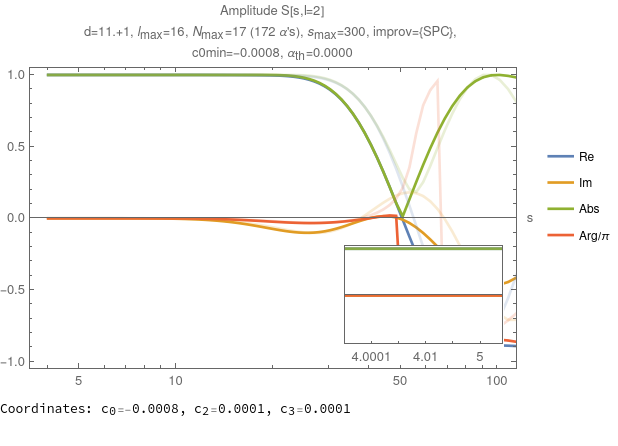 Amplitude S[s,l=2]
d=11.+1, lmax=16, Nmax=17 (172 α's), smax=300, improv={SPC},
c0min=-0.0008, αth=0.0000
1.0
0.5
0.0
-0.5
-1.0
5
10
50
100
s
4.0001
4.01
5
Re
Im
Abs
Arg/π
Coordinates: c0=-0.0008, c2=0.0001, c3=0.0001